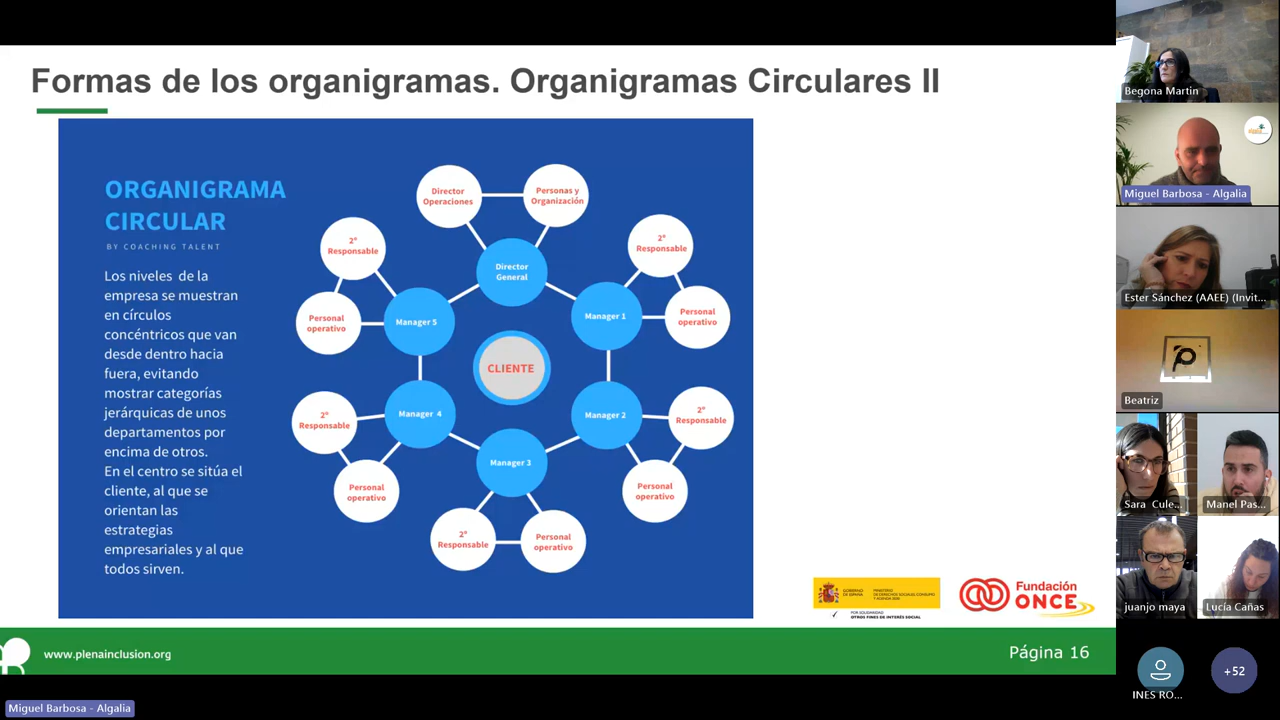 Formas de los organigramas. Organigramas Circulares II
ORGANIGRAMA
CIRCULAR
BY COACHING TALENT
Los niveles de la
empresa se muestran
en círculos
concéntricos que van
desde dentro hacia
fuera, evitando
mostrar categorías
jerárquicas de unos
departamentos por
encima de otros.
En el centro se sitúa el
cliente, al que se
orientan las
estrategias
empresariales y al que
todos sirven.
Director
Operaciones
Personas y
Organización
2º
Responsable
2º
Responsable
Director
General
Personal
operativo
Manager 5
Manager 1
Personal
operativo
CLIENTE
2º
Responsable
Manager 4
Manager 2
2º
Responsable
Manager 3
Personal
operativo
Personal
operativo
2º
Responsable
Personal
operativo
GOBIERNO
DE ESPAÑA
MINISTERIO
DE DERECHOS SOCIALES, CONSUMO
Y AGENDA 2030
POR SOLIDARIDAD
OTROS FINES DE INTERÉS SOCIAL
Fundación
ONCE
www.plenainclusion.org
Página 16
Miguel Barbosa - Algalia
Begona Martin
Miguel Barbosa - Algalia
Ester Sánchez (AAEE) (Invit...
Beatriz
Sara Cule...
Manel Pas...
juanjo maya
Lucía Cañas
INES RO...
+52